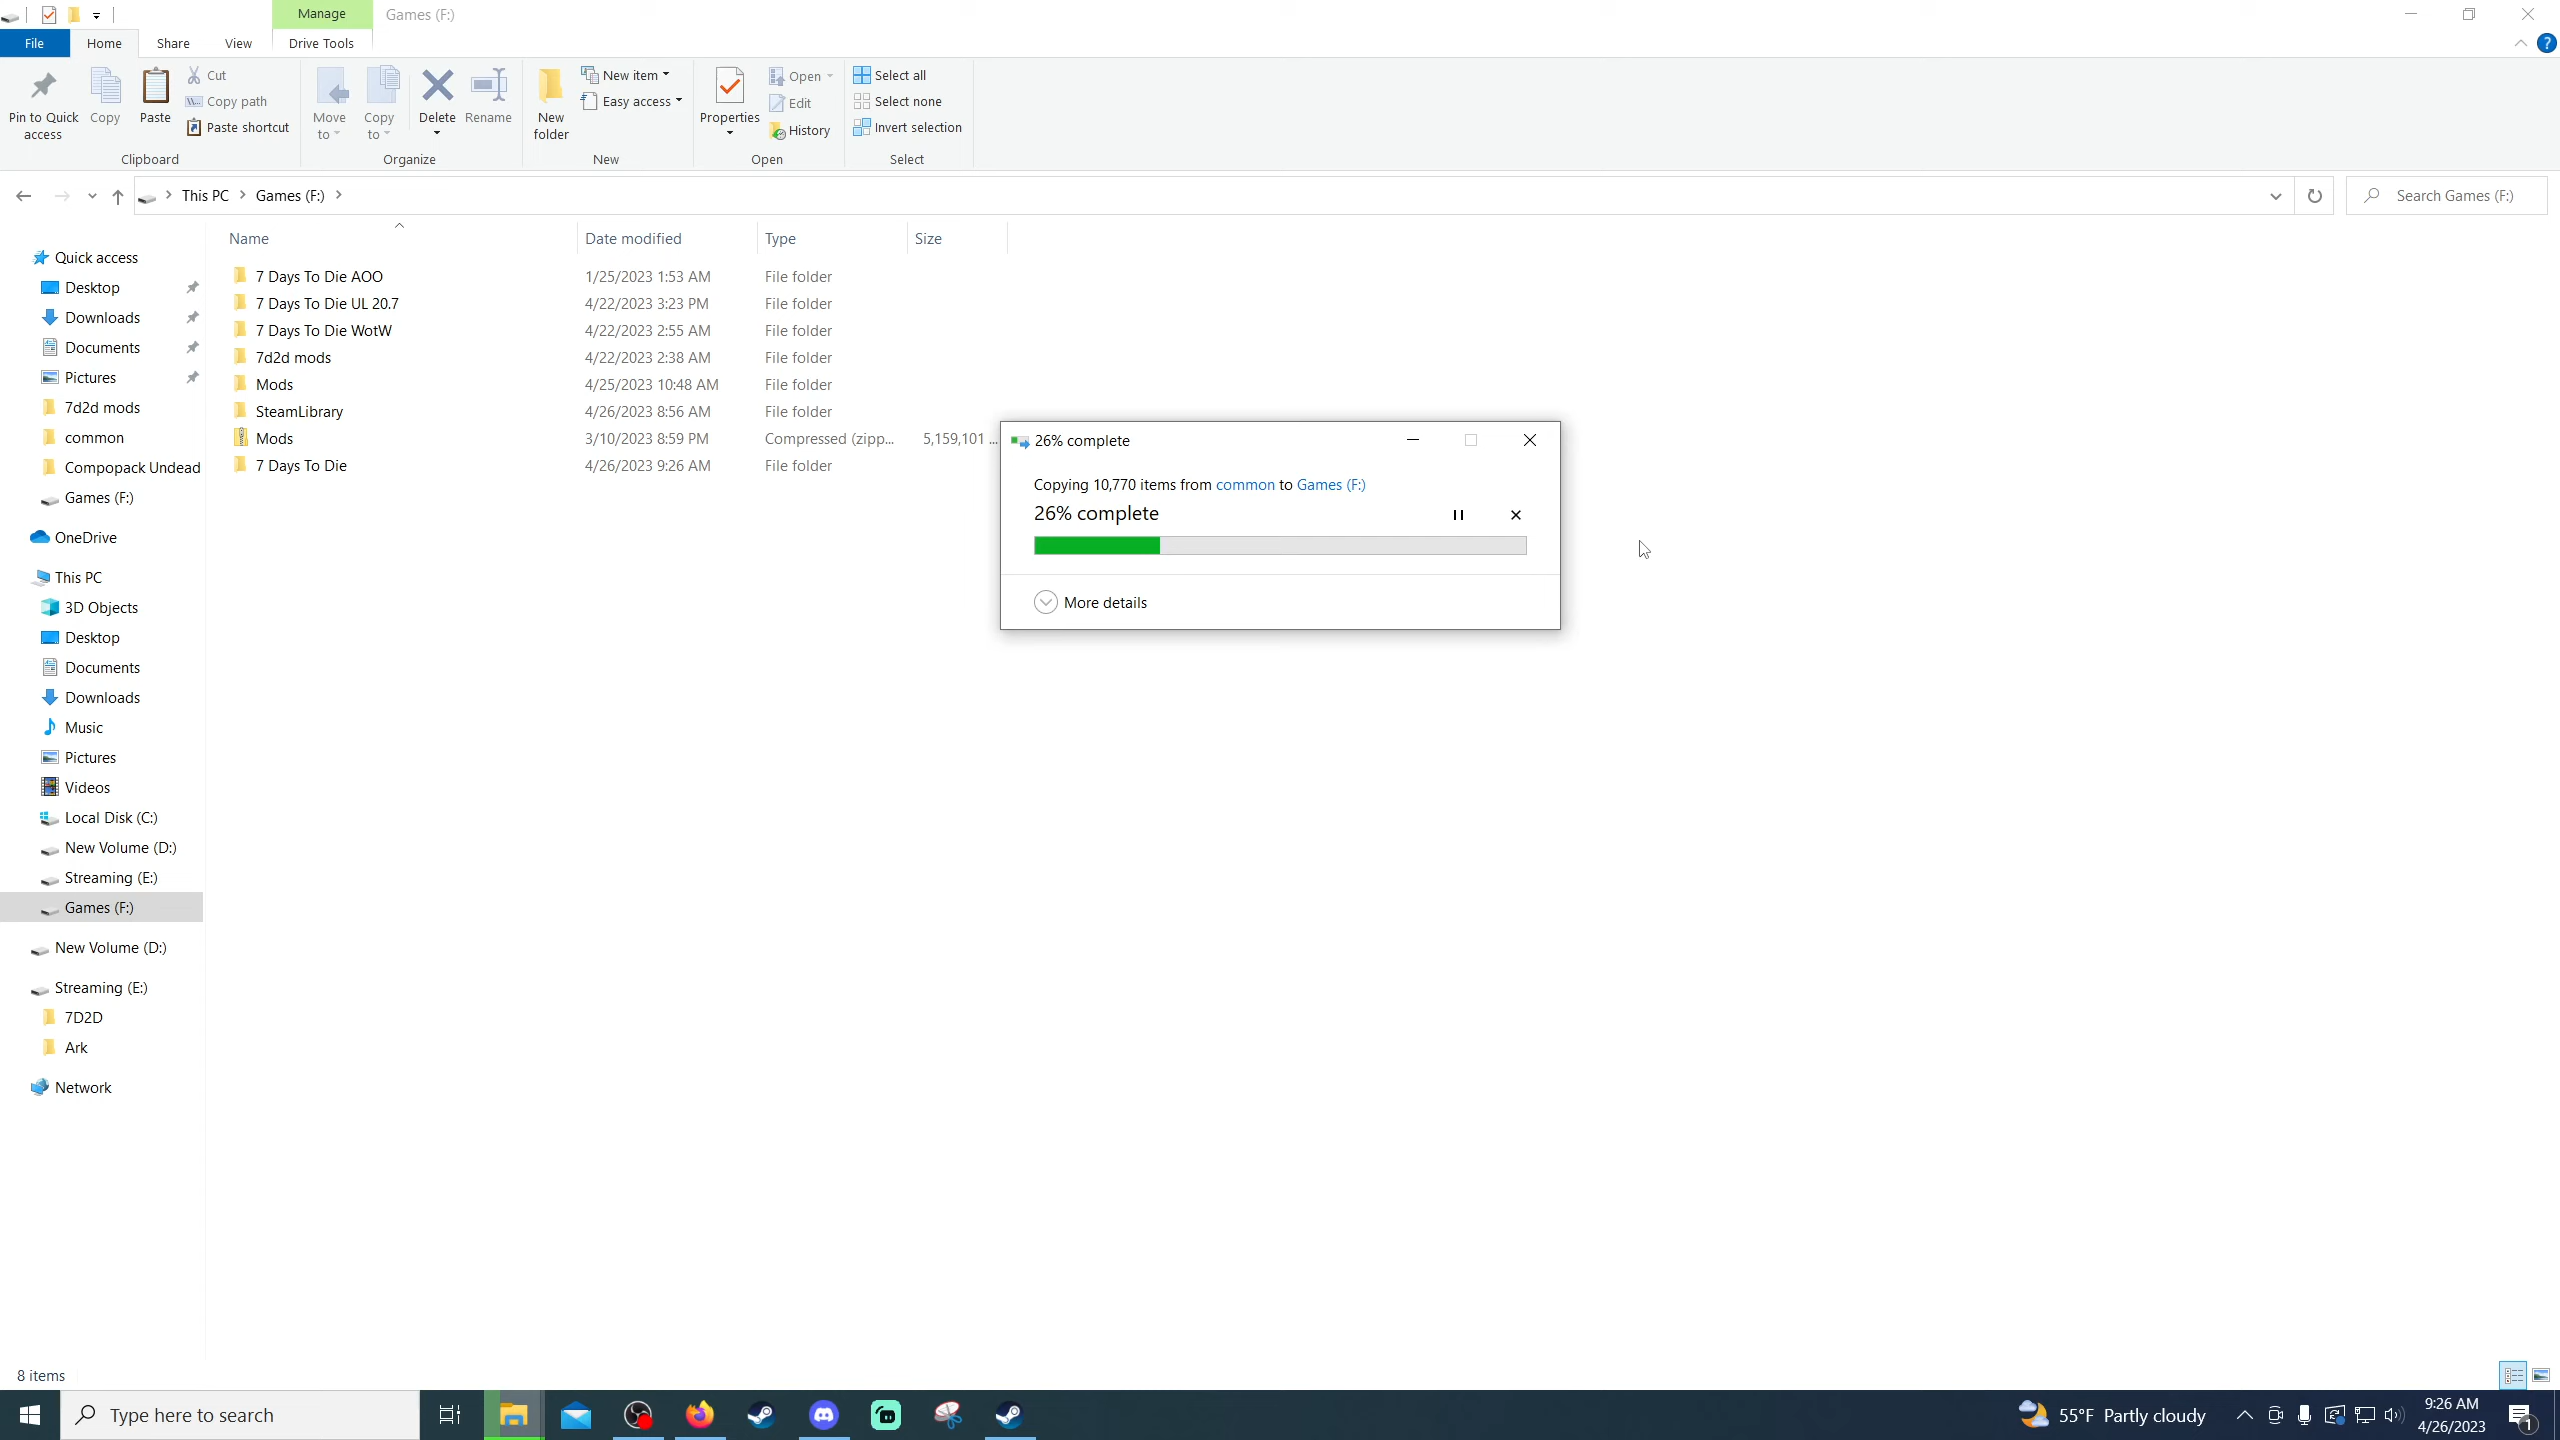 Manage
Games (F:)
File
Home
Share
View
Drive Tools
Pin to Quick access
Copy
Paste
Cut
Copy path
Paste shortcut
Move to
Copy to
Delete
Rename
New folder
New item
Easy access
Properties
Open
Edit
History
Select all
Select none
Invert selection
Clipboard
Organize
New
Open
Select
This PC
Games (F:)
Search Games (F:)
Name
Date modified
Type
Size
7 Days To Die AOO 1/25/2023 1:53 AM File folder
7 Days To Die UL 20.7 4/22/2023 3:23 PM File folder
7 Days To Die WotW 4/22/2023 2:55 AM File folder
7d2d mods 4/22/2023 2:38 AM File folder
Mods 4/25/2023 10:48 AM File folder
SteamLibrary 4/26/2023 8:56 AM File folder
Mods 3/10/2023 8:59 PM Compressed (zipp... 5,159,101 ...
7 Days To Die 4/26/2023 9:26 AM File folder
Quick access
Desktop
Downloads
Documents
Pictures
7d2d mods
common
Compopack Undead
Games (F:)
OneDrive
This PC
3D Objects
Desktop
Documents
Downloads
Music
Pictures
Videos
Local Disk (C:)
New Volume (D:)
Streaming (E:)
Games (F:)
New Volume (D:)
Streaming (E:)
7D2D
Ark
Network
26% complete
Copying 10,770 items from common to Games (F:)
26% complete
More details
8 items
Type here to search
55°F Partly cloudy
9:26 AM
4/26/2023
1